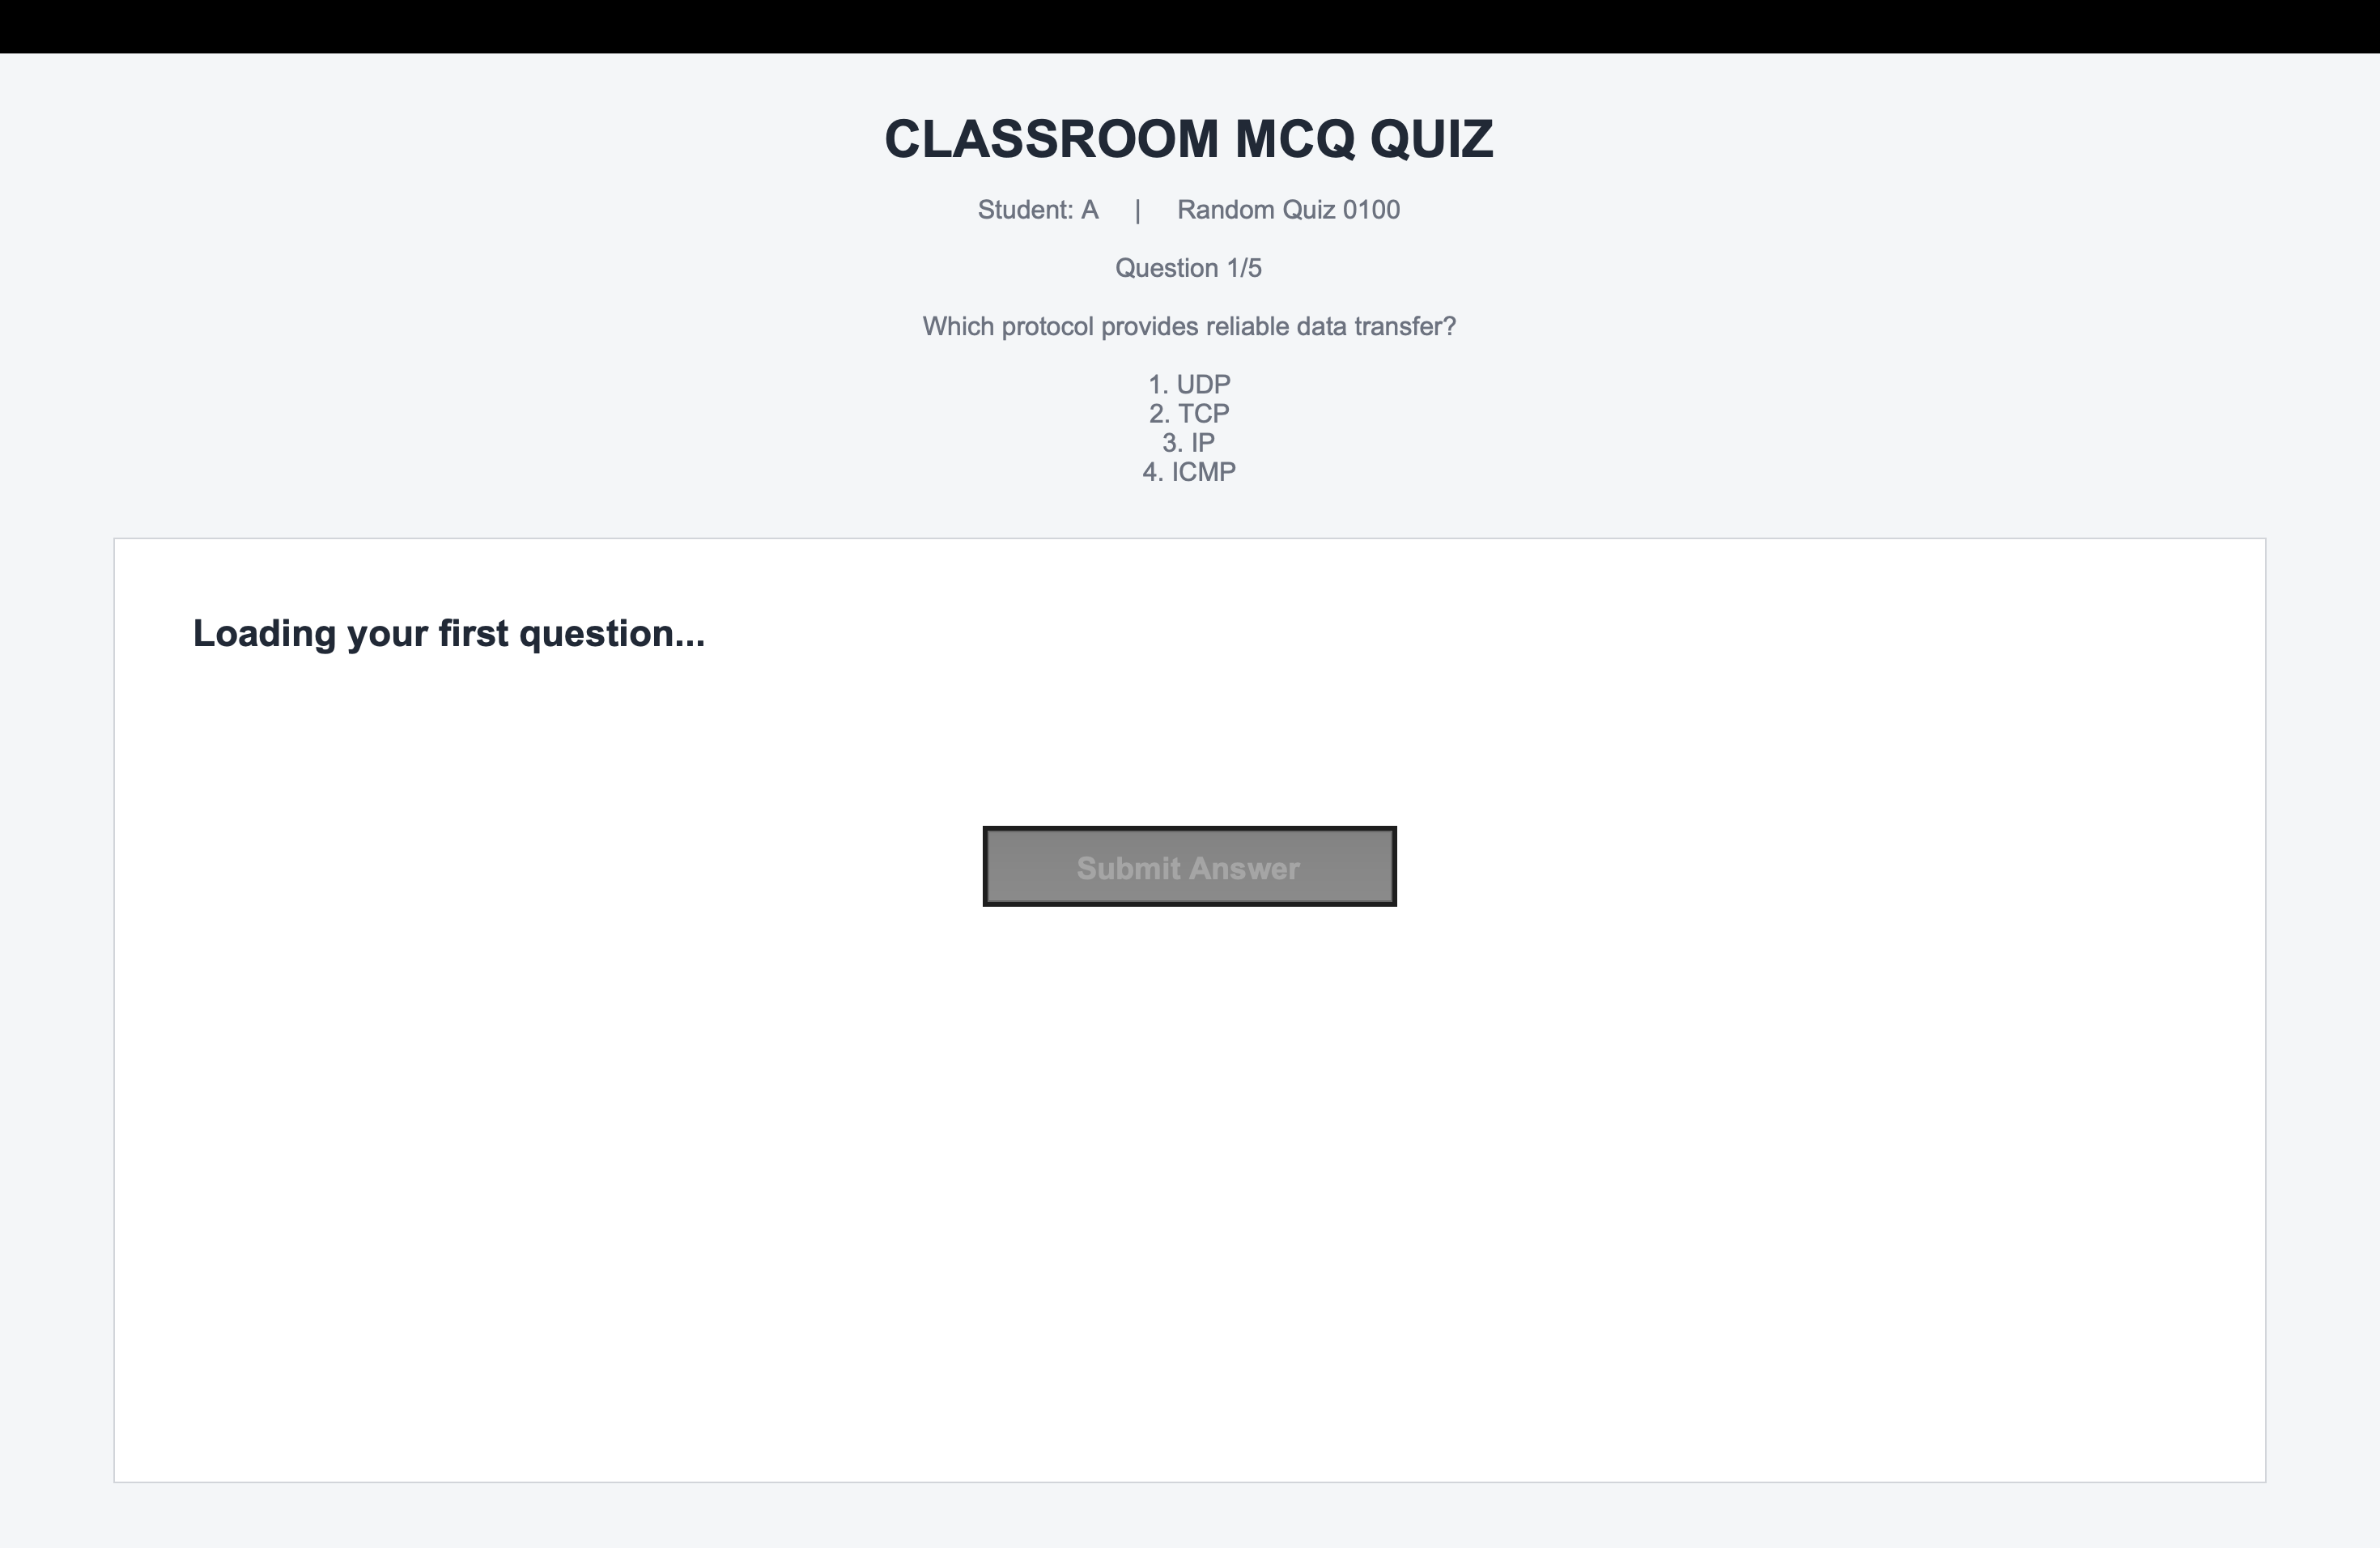 CLASSROOM MCQ QUIZ
Student: A | Random Quiz 0100
Question 1/5
Which protocol provides reliable data transfer?
1. UDP
2. TCP
3. IP
4. ICMP
Loading your first question...
Submit Answer